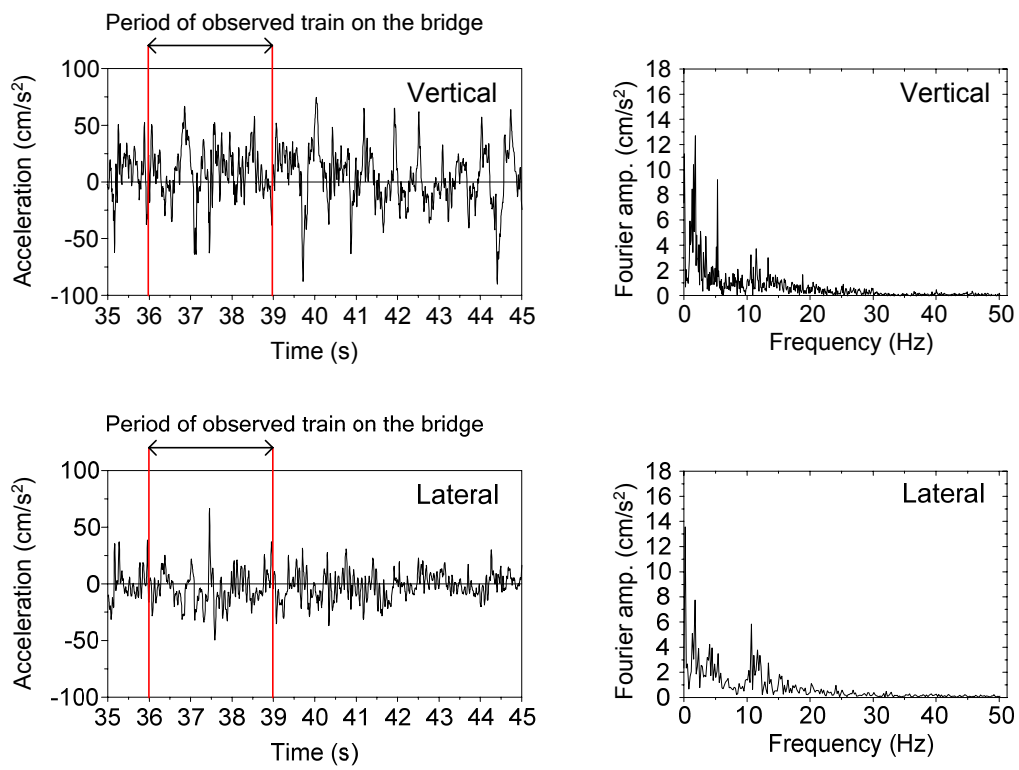 Period of observed train on the bridge
Acceleration (cm/s²)
100
50
0
-50
-100
Vertical
35 36 37 38 39 40 41 42 43 44 45
Time (s)
Fourier amp. (cm/s²)
18
16
14
12
10
8
6
4
2
0
Vertical
0 10 20 30 40 50
Frequency (Hz)
Period of observed train on the bridge
Acceleration (cm/s²)
100
50
0
-50
-100
Lateral
35 36 37 38 39 40 41 42 43 44 45
Time (s)
Fourier amp. (cm/s²)
18
16
14
12
10
8
6
4
2
0
Lateral
0 10 20 30 40 50
Frequency (Hz)